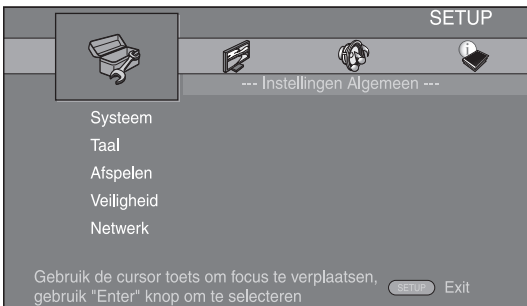 SETUP
--- Instellingen Algemeen ---
Systeem
Taal
Afspelen
Veiligheid
Netwerk
Gebruik de cursor toets om focus te verplaatsen,
gebruik "Enter" knop om te selecteren
SETUP Exit